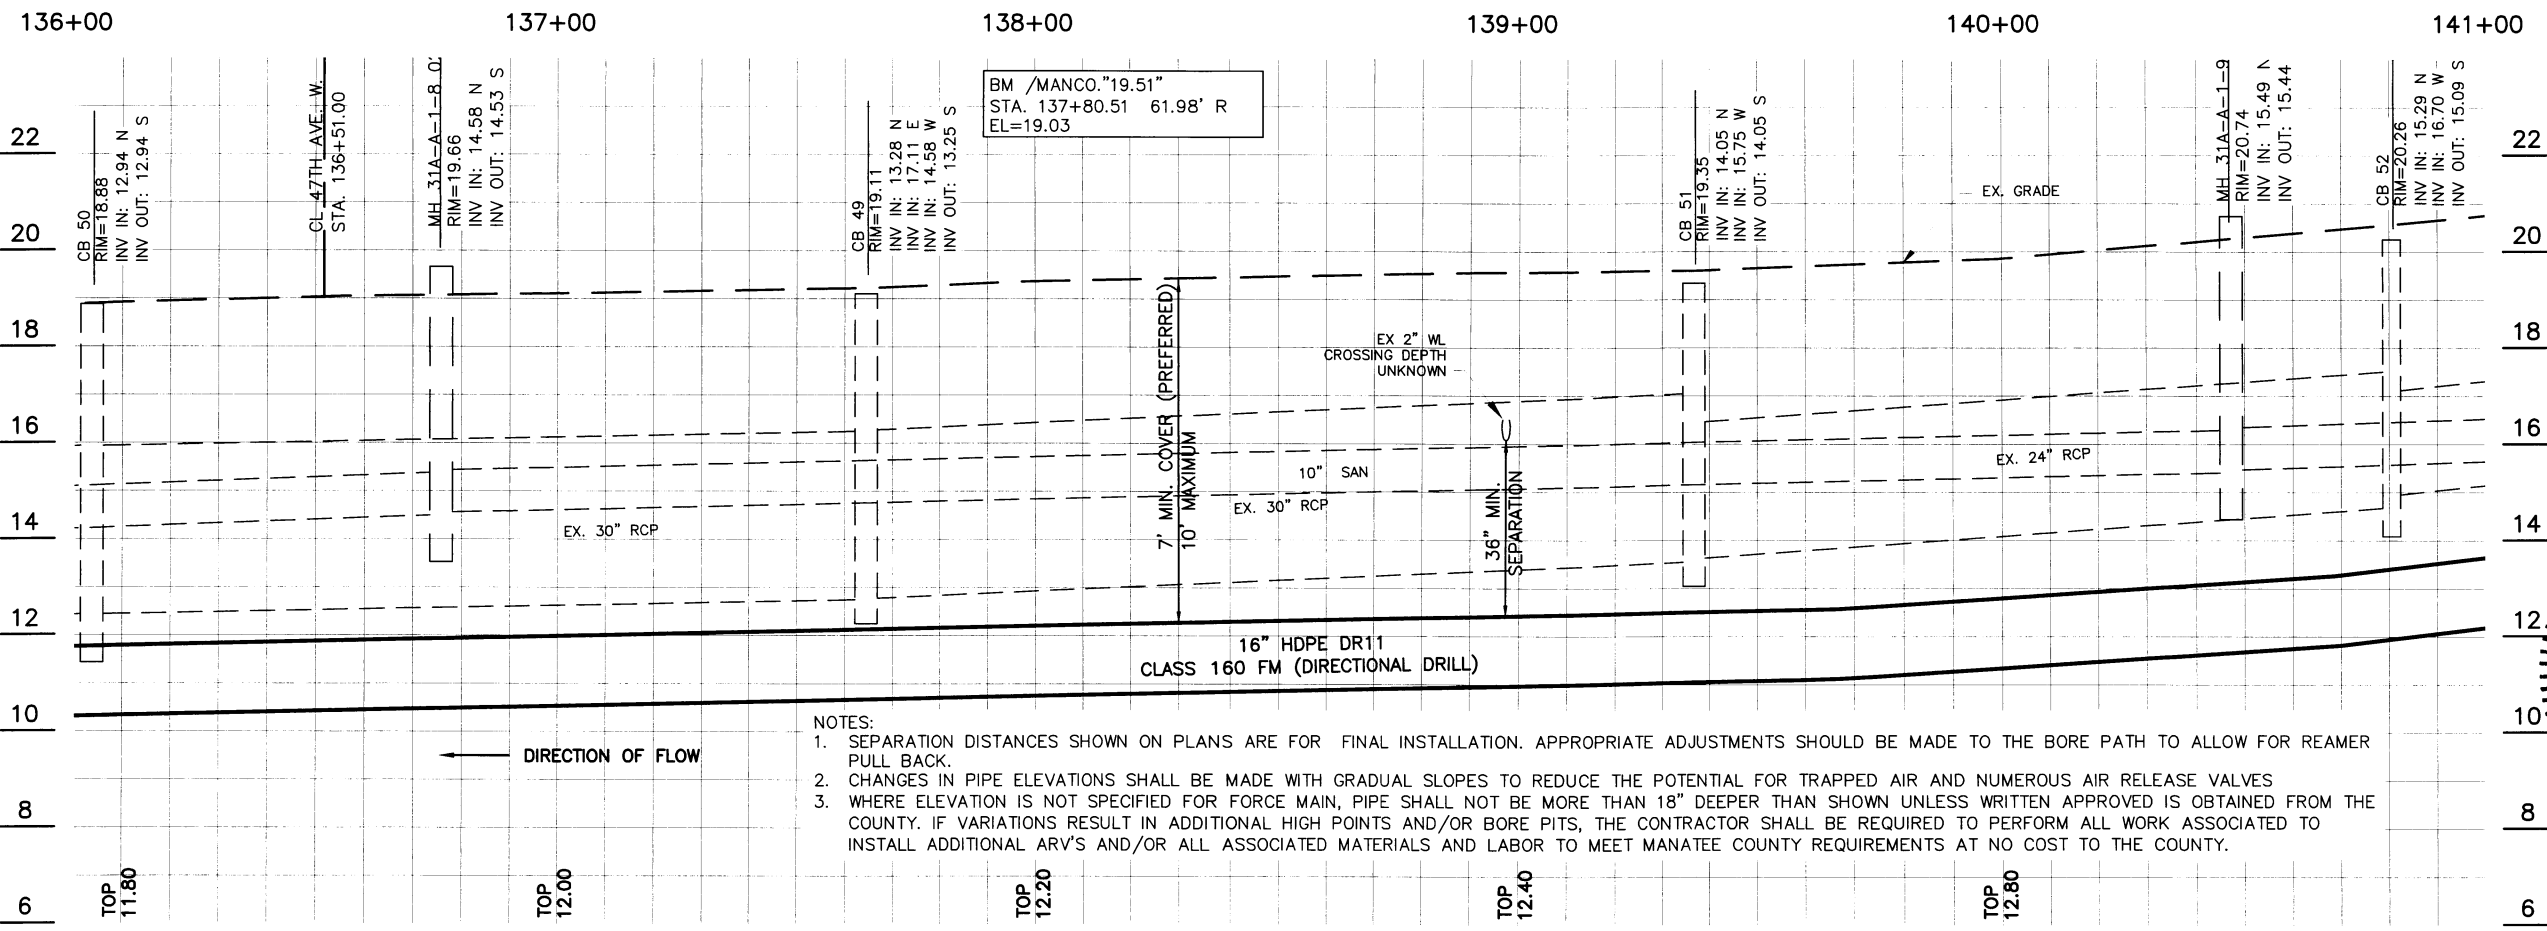 136+00
137+00
138+00
139+00
140+00
141+00
22
20
18
16
14
12
10
8
6
CB 50
RIM=18.88
INV IN: 12.94 N
INV OUT: 12.94 S
CL 47TH AVE. W.
STA. 136+51.00
MH 31A-A-1-8.0
RIM=19.66
INV IN: 14.58 N
INV OUT: 14.53 S
CB 49
RIM=19.11
INV IN: 13.28 N
INV IN: 17.11 E
INV IN: 14.58 W
INV OUT: 13.25 S
BM /MANCO."19.51"
STA. 137+80.51 61.98' R
EL=19.03
CB 51
RIM=19.35
INV IN: 14.05 N
INV IN: 15.75 W
INV OUT: 14.05 S
EX. GRADE
MH 31A-A-1-9
RIM=20.74
INV IN: 15.49 N
INV OUT: 15.44
CB 52
RIM=20.26
INV IN: 15.29 N
INV IN: 16.70 W
INV OUT: 15.09 S
22
20
18
16
14
12
10
8
6
7' MIN. COVER (PREFERRED)
10' MAXIMUM
EX 2" WL
CROSSING DEPTH
UNKNOWN
36" MIN.
SEPARATION
10" SAN
EX. 30" RCP
EX. 30" RCP
EX. 24" RCP
16" HDPE DR11
CLASS 160 FM (DIRECTIONAL DRILL)
DIRECTION OF FLOW
NOTES:
1. SEPARATION DISTANCES SHOWN ON PLANS ARE FOR FINAL INSTALLATION. APPROPRIATE ADJUSTMENTS SHOULD BE MADE TO THE BORE PATH TO ALLOW FOR REAMER
PULL BACK.
2. CHANGES IN PIPE ELEVATIONS SHALL BE MADE WITH GRADUAL SLOPES TO REDUCE THE POTENTIAL FOR TRAPPED AIR AND NUMEROUS AIR RELEASE VALVES
3. WHERE ELEVATION IS NOT SPECIFIED FOR FORCE MAIN, PIPE SHALL NOT BE MORE THAN 18" DEEPER THAN SHOWN UNLESS WRITTEN APPROVED IS OBTAINED FROM THE
COUNTY. IF VARIATIONS RESULT IN ADDITIONAL HIGH POINTS AND/OR BORE PITS, THE CONTRACTOR SHALL BE REQUIRED TO PERFORM ALL WORK ASSOCIATED TO
INSTALL ADDITIONAL ARV'S AND/OR ALL ASSOCIATED MATERIALS AND LABOR TO MEET MANATEE COUNTY REQUIREMENTS AT NO COST TO THE COUNTY.
TOP
11.80
TOP
12.00
TOP
12.20
TOP
12.40
TOP
12.80